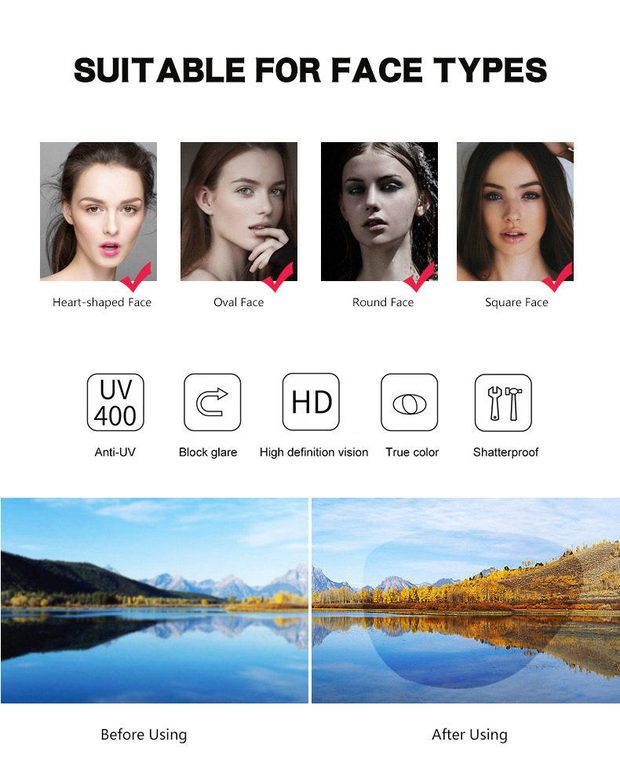 SUITABLE FOR FACE TYPES
Heart-shaped Face
Oval Face
Round Face
Square Face
UV
400
HD
Anti-UV
Block glare
High definition vision
True color
Shatterproof
Before Using
After Using